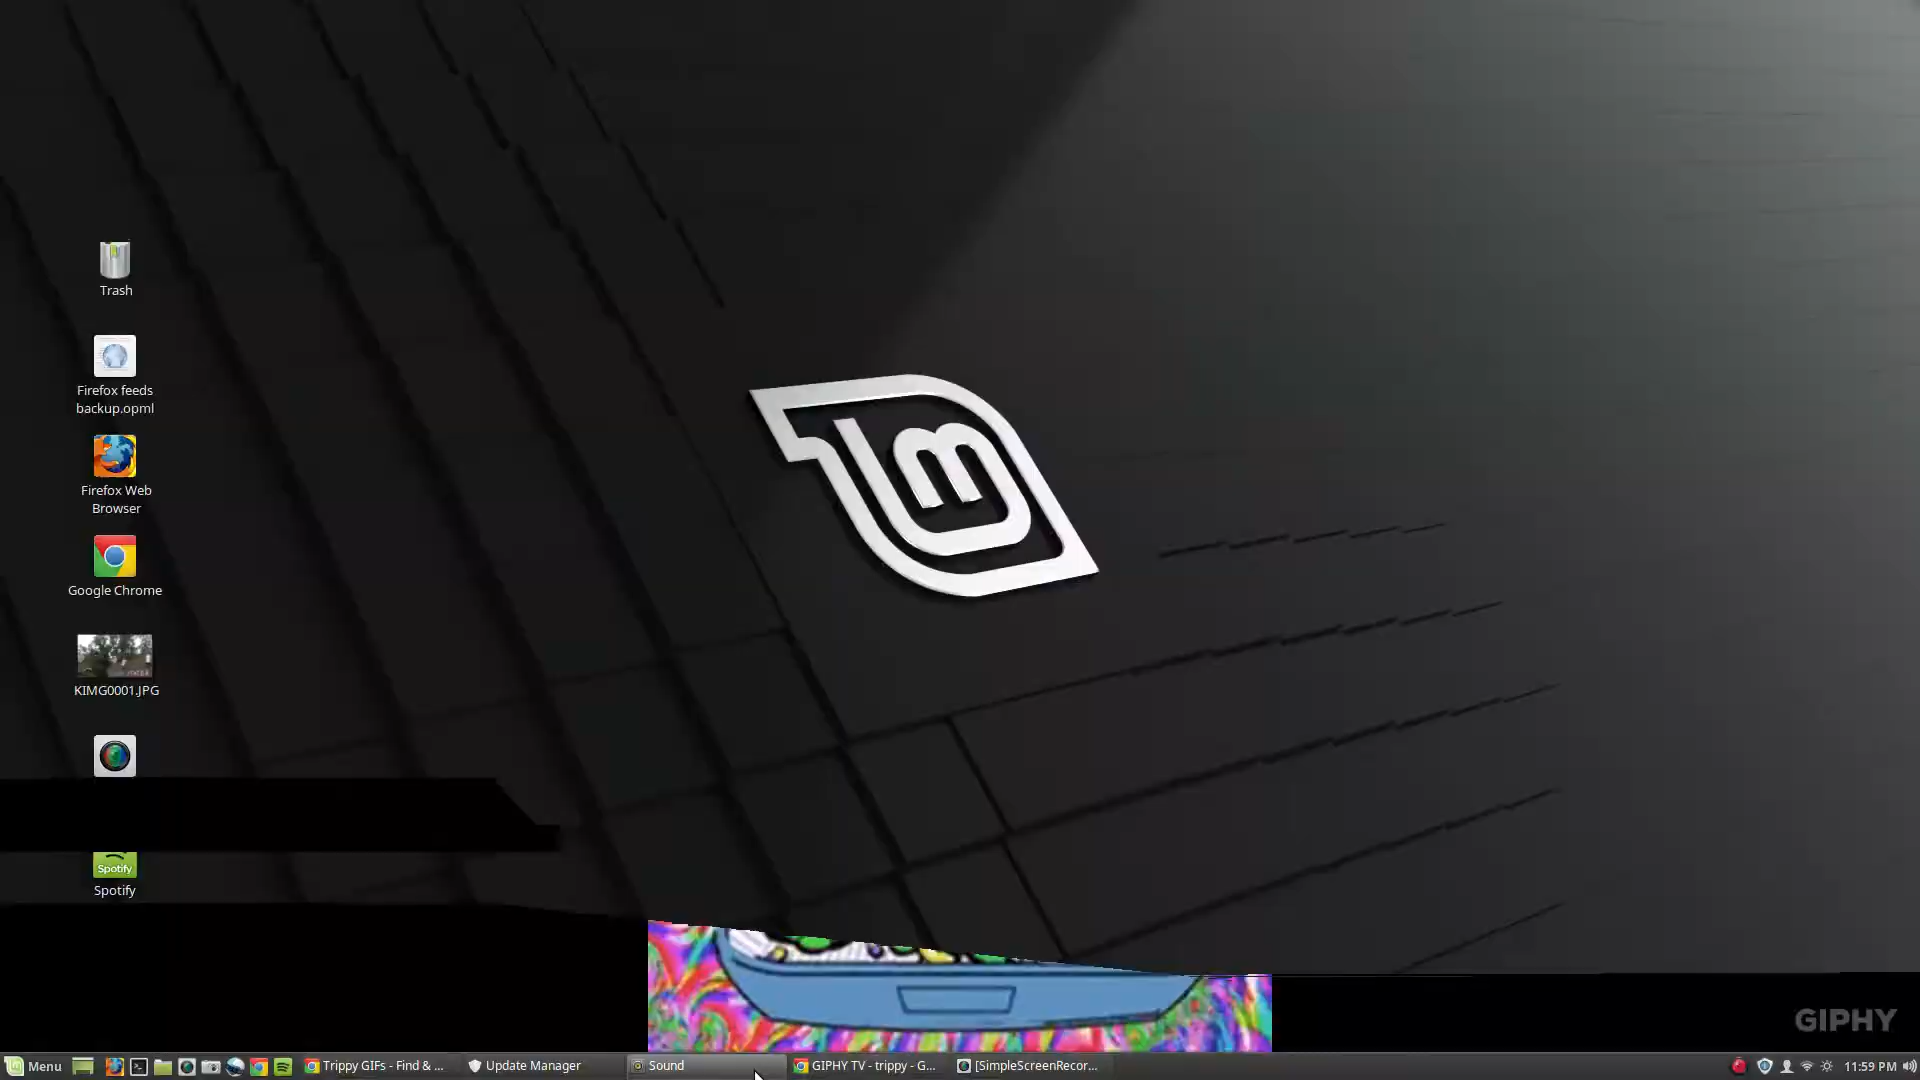 Trash
Firefox feeds
backup.opml
Firefox Web
Browser
Google Chrome
KIMG0001.JPG
Spotify
Spotify
GIPHY
Menu
Trippy GIFs - Find & ...
Update Manager
Sound
GIPHY TV - trippy - G...
[SimpleScreenRecor...
11:59 PM